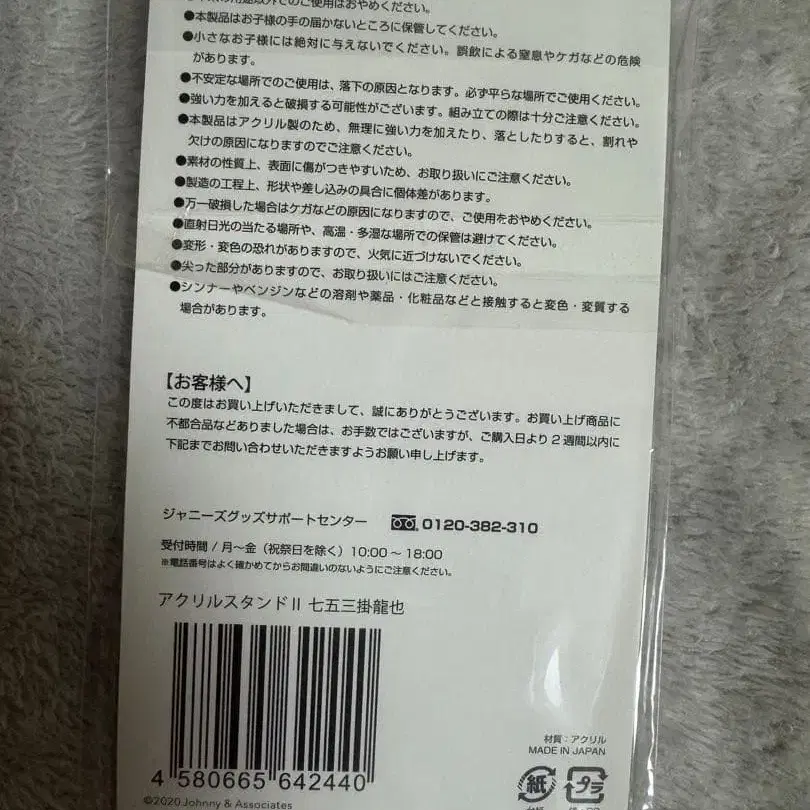 のご使用はおやめください。
●本製品はお子様の手の届かないところに保管してください。
●小さなお子様には絶対に与えないでください。誤飲による窒息やケガなどの危険
があります。
●不安定な場所でのご使用は、落下の原因となります。必ず平らな場所でご使用ください。
●強い力を加えると破損する可能性がございます。組み立ての際は十分ご注意ください。
●本製品はアクリル製のため、無理に強い力を加えたり、落としたりすると、割れや
欠けの原因になりますのでご注意ください。
●素材の性質上、表面に傷がつきやすいため、お取り扱いにご注意ください。
●製造の工程上、形状や差し込みの具合に個体差があります。
●万一破損した場合はケガなどの原因になりますので、ご使用をおやめください。
●直射日光の当たる場所や、高温・多湿な場所での保管は避けてください。
●変形・変色の恐れがありますので、火気に近づけないでください。
●尖った部分がありますので、お取り扱いにはご注意ください。
●シンナーやベンジンなどの溶剤や薬品・化粧品などと接触すると変色・変質する
場合があります。
【お客様へ】
この度はお買い上げいただきまして、誠にありがとうございます。お買い上げ商品に
不都合品などありました場合は、お手数ではございますが、ご購入日より2週間以内に
下記までお問い合わせいただきますようお願い申し上げます。
ジャニーズグッズサポートセンター 0120-382-310
受付時間/月〜金(祝祭日を除く)10:00〜18:00
※電話番号はよく確かめてからお間違いのないようにご注意ください。
アクリルスタンドⅡ 七五三掛龍也
4 580665 642440
©2020 Johnny & Associates
材質:アクリル
MADE IN JAPAN
紙 プラ